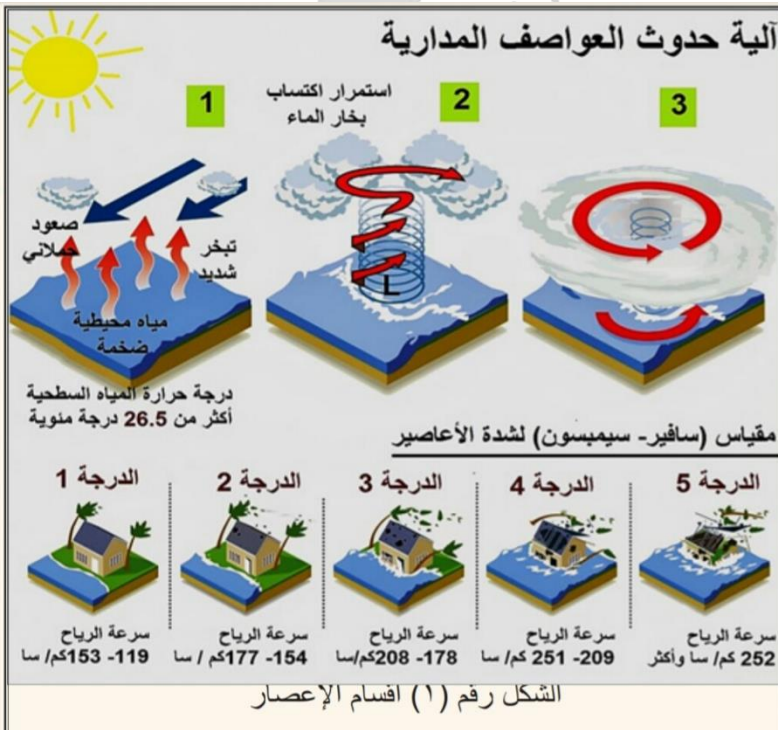 آلية حدوث العواصف المدارية
1
2
3
استمرار اكتساب
بخار الماء
صعود
حملاني
تبخر
شديد
مياه محيطية
ضخمة
L
درجة حرارة المياه السطحية
أكثر من 26.5 درجة مئوية
مقياس (سافير- سيمبسون) لشدة الأعاصير
الدرجة 1
الدرجة 2
الدرجة 3
الدرجة 4
الدرجة 5
سرعة الرياح
119- 153كم/ سا
سرعة الرياح
154- 177كم / سا
سرعة الرياح
178- 208كم/سا
سرعة الرياح
209- 251 كم/ سا
سرعة الرياح
252 كم/ سا وأكثر
الشكل رقم (١) اقسام الإعصار